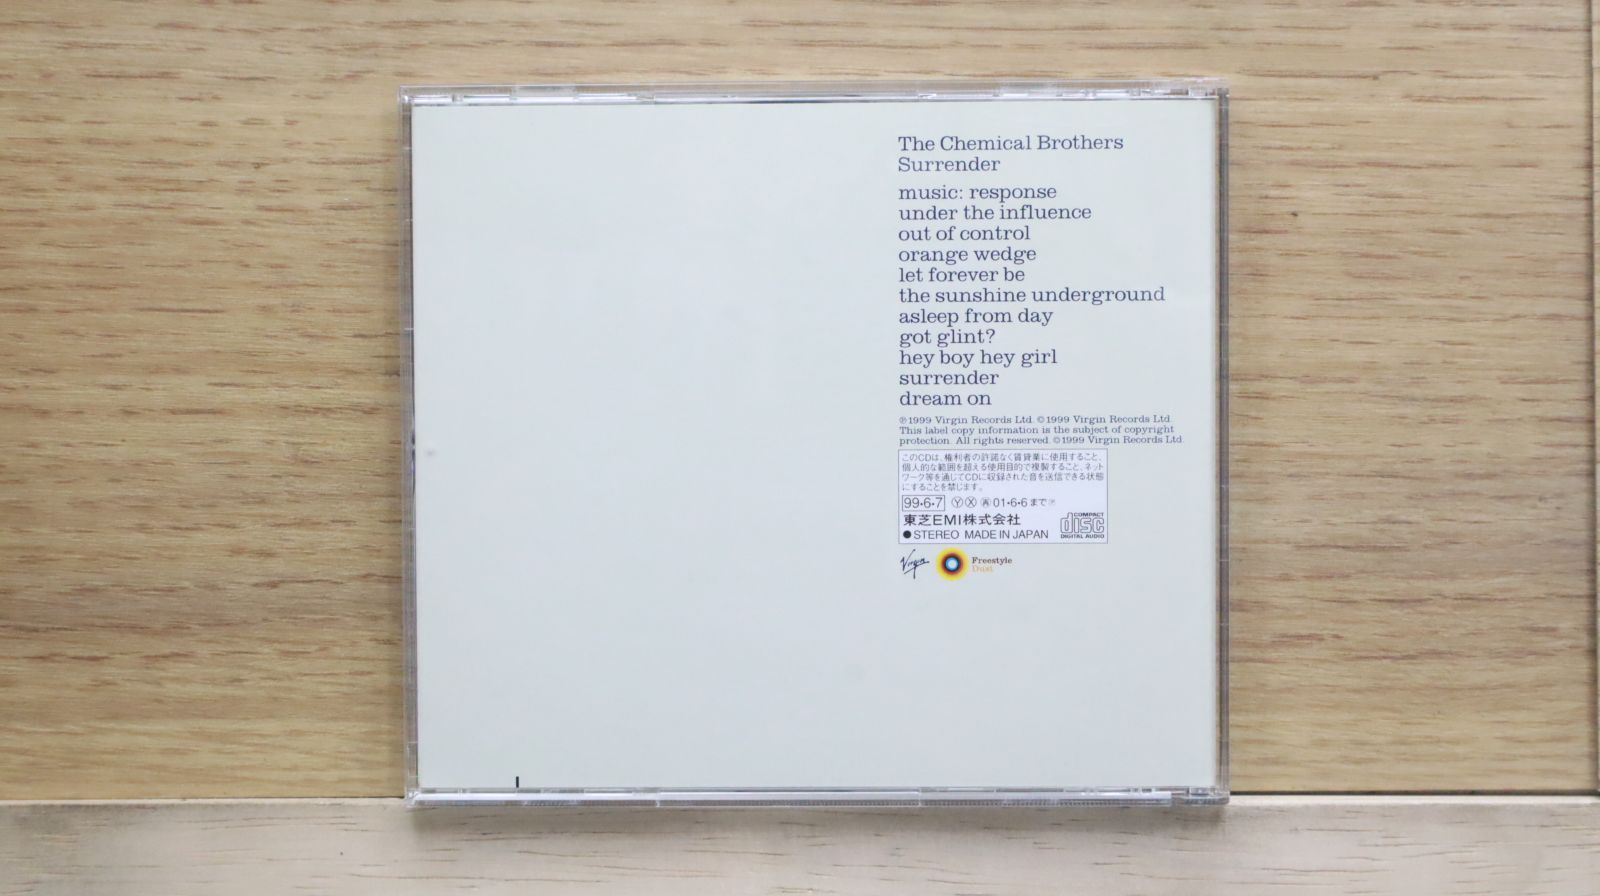 The Chemical Brothers
Surrender
music: response
under the influence
out of control
orange wedge
let forever be
the sunshine underground
asleep from day
got glint?
hey boy hey girl
surrender
dream on
℗1999 Virgin Records Ltd. ©1999 Virgin Records Ltd.
This label copy information is the subject of copyright
protection. All rights reserved. ©1999 Virgin Records Ltd.
このCDは、権利者の許諾なく賃貸業に使用すること、
個人的な範囲を超える使用目的で複製すること、ネット
ワーク等を通じてCDに収録された音を送信できる状態
にすることを禁じます。
99•6•7 Ⓨ Ⓧ ㊢ 01•6•6まで
東芝EMI株式会社
● STEREO MADE IN JAPAN
COMPACT
disc
DIGITAL AUDIO
Virgin
Freestyle
Dust